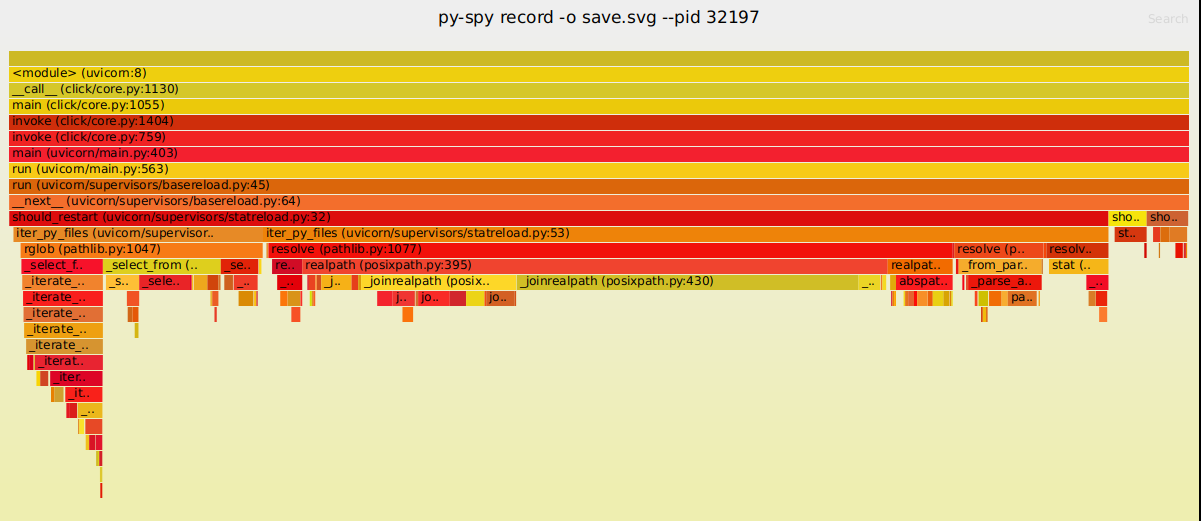 py-spy record -o save.svg --pid 32197
Search
<module> (uvicorn:8)
__call__ (click/core.py:1130)
main (click/core.py:1055)
invoke (click/core.py:1404)
invoke (click/core.py:759)
main (uvicorn/main.py:403)
run (uvicorn/main.py:563)
run (uvicorn/supervisors/basereload.py:45)
__next__ (uvicorn/supervisors/basereload.py:64)
should_restart (uvicorn/supervisors/statreload.py:32) sho.. sho..
iter_py_files (uvicorn/supervisor.. iter_py_files (uvicorn/supervisors/statreload.py:53) st..
rglob (pathlib.py:1047) resolve (pathlib.py:1077) resolve (p.. resolv..
_select_f.. _select_from (.. _se.. re.. realpath (posixpath.py:395) realpat.. _from_par.. stat (..
_iterate_.. _s.. _sele.. _.. _.. _j.. _joinrealpath (posix.. _joinrealpath (posixpath.py:430) _.. abspat.. _parse_a.. _..
_iterate_.. j.. jo.. jo.. pa..
_iterate_..
_iterate_..
_iterate_..
_iterat..
_iter..
_it..
_..